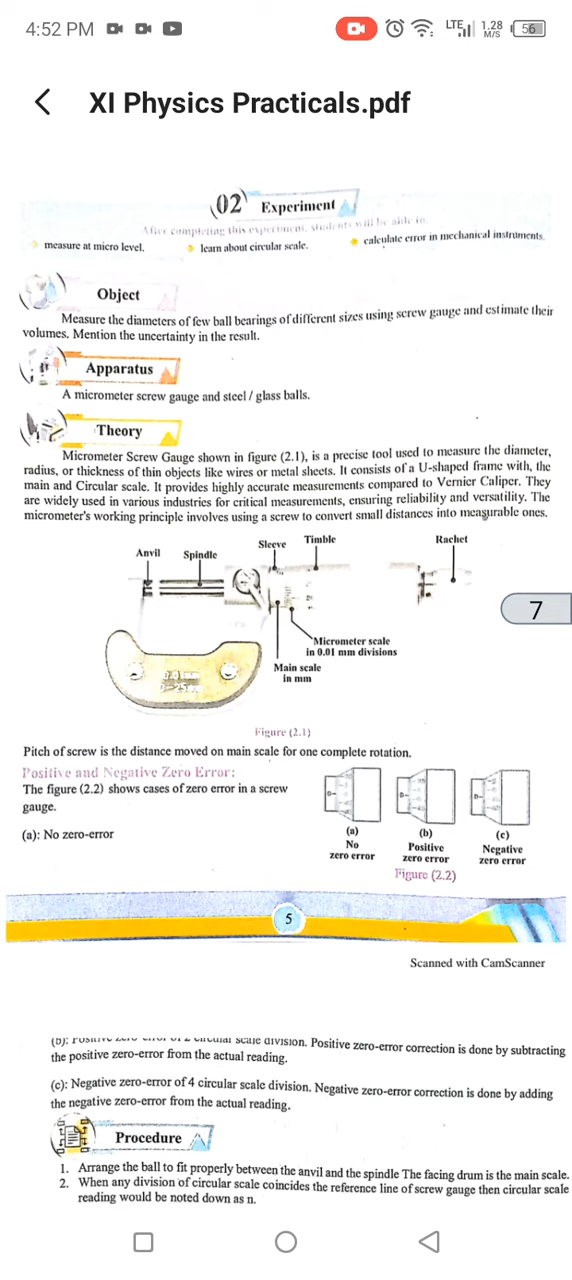 4:52 PM
LTE 1.28 M/S 56
XI Physics Practicals.pdf
02 Experiment
After completing this experiment, students will be able to:
measure at micro level. learn about circular scale. calculate error in mechanical instruments.
Object
Measure the diameters of few ball bearings of different sizes using screw gauge and estimate their
volumes. Mention the uncertainty in the result.
Apparatus
A micrometer screw gauge and steel / glass balls.
Theory
Micrometer Screw Gauge shown in figure (2.1), is a precise tool used to measure the diameter,
radius, or thickness of thin objects like wires or metal sheets. It consists of a U-shaped frame with, the
main and Circular scale. It provides highly accurate measurements compared to Vernier Caliper. They
are widely used in various industries for critical measurements, ensuring reliability and versatility. The
micrometer's working principle involves using a screw to convert small distances into measurable ones.
Anvil Spindle Sleeve Timble Rachet
7
Micrometer scale
in 0.01 mm divisions
Main scale
in mm
0.01mm
0-25mm
Figure (2.1)
Pitch of screw is the distance moved on main scale for one complete rotation.
Positive and Negative Zero Error:
The figure (2.2) shows cases of zero error in a screw
gauge.
(a): No zero-error
(a)
No
zero error
(b)
Positive
zero error
(c)
Negative
zero error
Figure (2.2)
5
Scanned with CamScanner
(b): Positive zero error of 2 circular scale division. Positive zero-error correction is done by subtracting
the positive zero-error from the actual reading.
(c): Negative zero-error of 4 circular scale division. Negative zero-error correction is done by adding
the negative zero-error from the actual reading.
Procedure
1. Arrange the ball to fit properly between the anvil and the spindle The facing drum is the main scale.
2. When any division of circular scale coincides the reference line of screw gauge then circular scale
reading would be noted down as n.